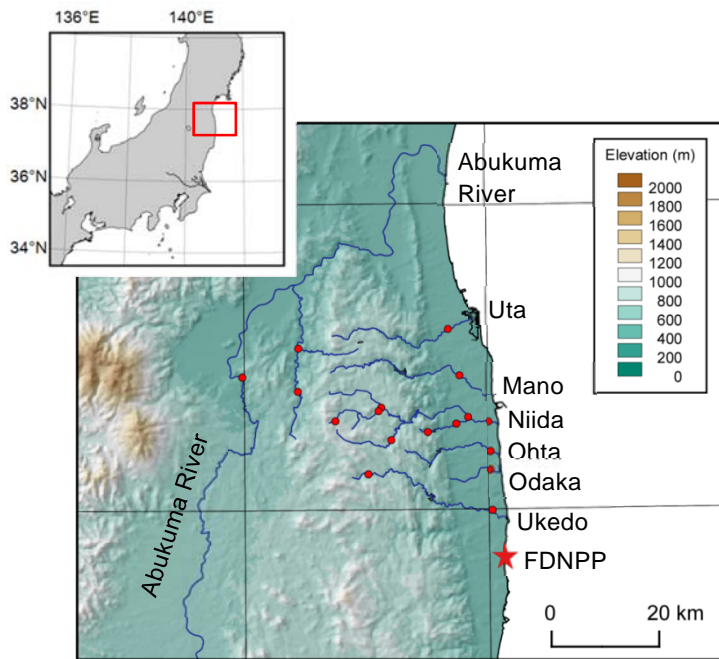 136°E
140°E
38°N
36°N
34°N
Abukuma
River
Elevation (m)
2000
1800
1600
1400
1200
1000
800
600
400
200
0
Uta
Mano
Niida
Ohta
Odaka
Ukedo
Abukuma River
FDNPP
0
20 km